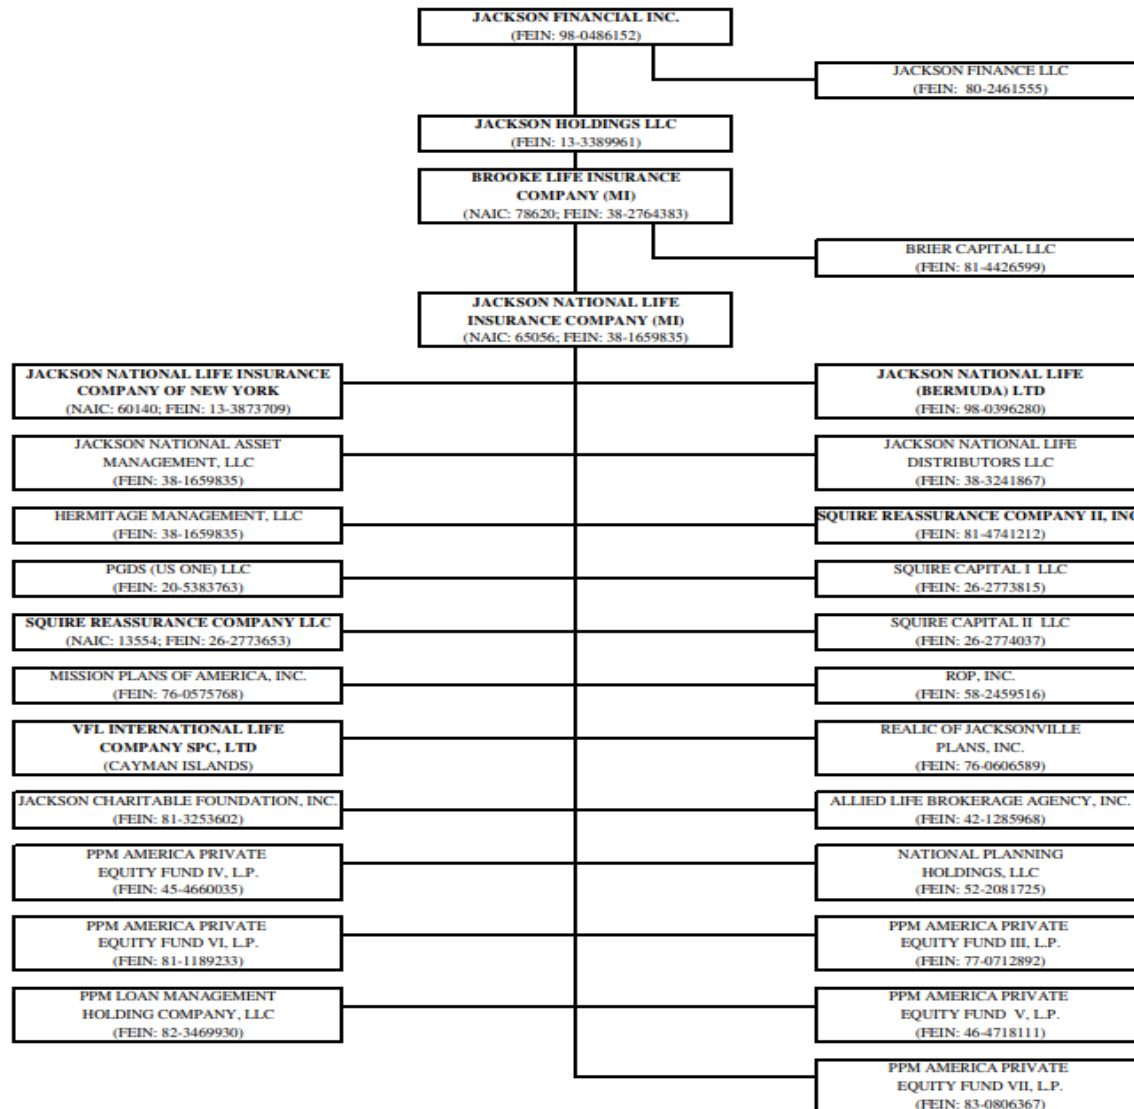 JACKSON FINANCIAL INC.
(FEIN: 98-0486152)
JACKSON FINANCE LLC
(FEIN: 80-2461555)
JACKSON HOLDINGS LLC
(FEIN: 13-3389961)
BROOKE LIFE INSURANCE
COMPANY (MI)
(NAIC: 78620; FEIN: 38-2764383)
BRIER CAPITAL LLC
(FEIN: 81-4426599)
JACKSON NATIONAL LIFE
INSURANCE COMPANY (MI)
(NAIC: 65056; FEIN: 38-1659835)
JACKSON NATIONAL LIFE INSURANCE
COMPANY OF NEW YORK
(NAIC: 60140; FEIN: 13-3873709)
JACKSON NATIONAL LIFE
(BERMUDA) LTD
(FEIN: 98-0396280)
JACKSON NATIONAL ASSET
MANAGEMENT, LLC
(FEIN: 38-1659835)
JACKSON NATIONAL LIFE
DISTRIBUTORS LLC
(FEIN: 38-3241867)
HERMITAGE MANAGEMENT, LLC
(FEIN: 38-1659835)
SQUIRE REASSURANCE COMPANY II, INC
(FEIN: 81-4741212)
PGDS (US ONE) LLC
(FEIN: 20-5383763)
SQUIRE CAPITAL I LLC
(FEIN: 26-2773815)
SQUIRE REASSURANCE COMPANY LLC
(NAIC: 13554; FEIN: 26-2773653)
SQUIRE CAPITAL II LLC
(FEIN: 26-2774037)
MISSION PLANS OF AMERICA, INC.
(FEIN: 76-0575768)
ROP, INC.
(FEIN: 58-2459516)
VFL INTERNATIONAL LIFE
COMPANY SPC, LTD
(CAYMAN ISLANDS)
REALIC OF JACKSONVILLE
PLANS, INC.
(FEIN: 76-0606589)
JACKSON CHARITABLE FOUNDATION, INC.
(FEIN: 81-3253602)
ALLIED LIFE BROKERAGE AGENCY, INC.
(FEIN: 42-1285968)
PPM AMERICA PRIVATE
EQUITY FUND IV, L.P.
(FEIN: 45-4660035)
NATIONAL PLANNING
HOLDINGS, LLC
(FEIN: 52-2081725)
PPM AMERICA PRIVATE
EQUITY FUND VI, L.P.
(FEIN: 81-1189233)
PPM AMERICA PRIVATE
EQUITY FUND III, L.P.
(FEIN: 77-0712892)
PPM LOAN MANAGEMENT
HOLDING COMPANY, LLC
(FEIN: 82-3469930)
PPM AMERICA PRIVATE
EQUITY FUND V, L.P.
(FEIN: 46-4718111)
PPM AMERICA PRIVATE
EQUITY FUND VII, L.P.
(FEIN: 83-0806367)